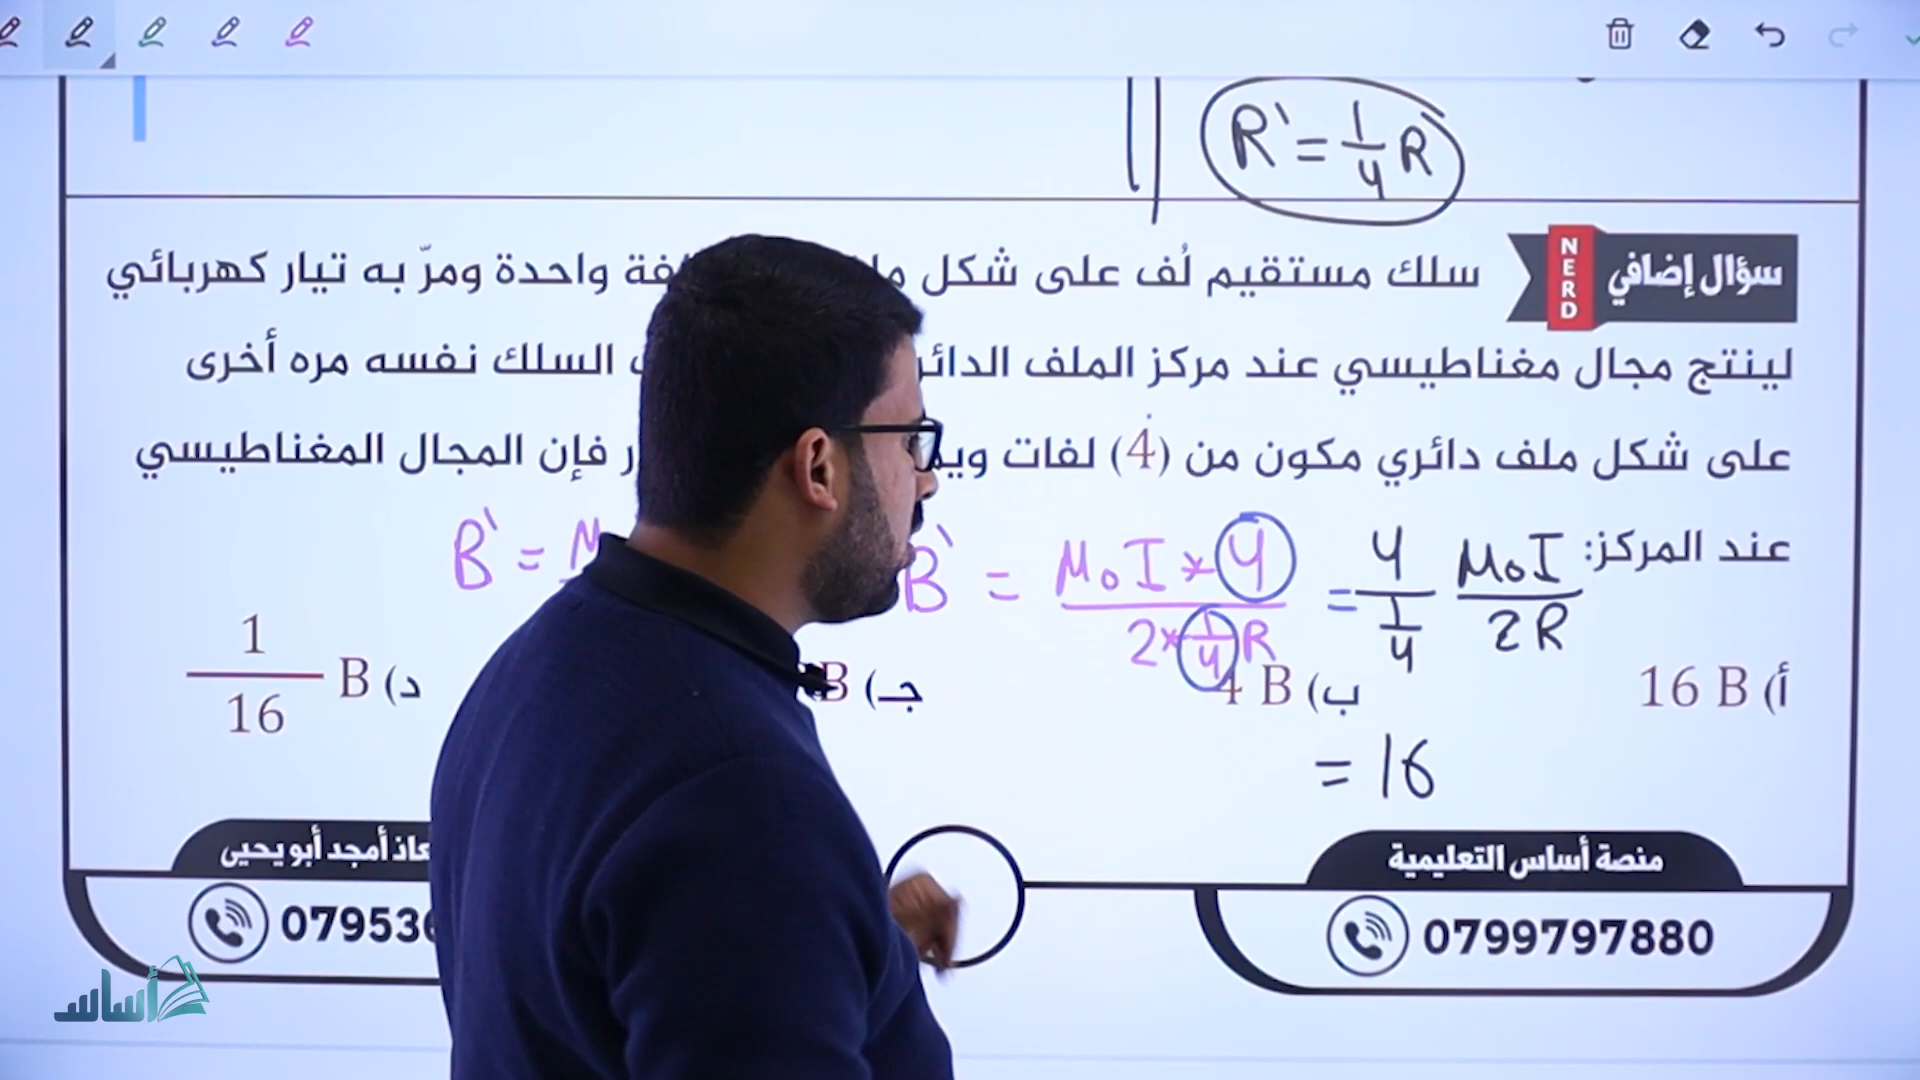 R' = 1/4 R
سؤال إضافي NERD سلك مستقيم لُف على شكل واحدة ومرّ به تيار كهربائي
لينتج مجال مغناطيسي عند مركز الملف السلك نفسه مره أخرى
على شكل ملف دائري مكون من (4) لفات فإن المجال المغناطيسي
عند المركز:
B' =
B' = μ₀I × 4 / 2 × 1/4 R = 4 / 1/4 μ₀I / 2R
أ) 16 B
ب) 4 B
جـ) B
د) 1/16 B
= 16
منصة أساس التعليمية
0799797880
أمجد أبو يحيى
07953
أساس